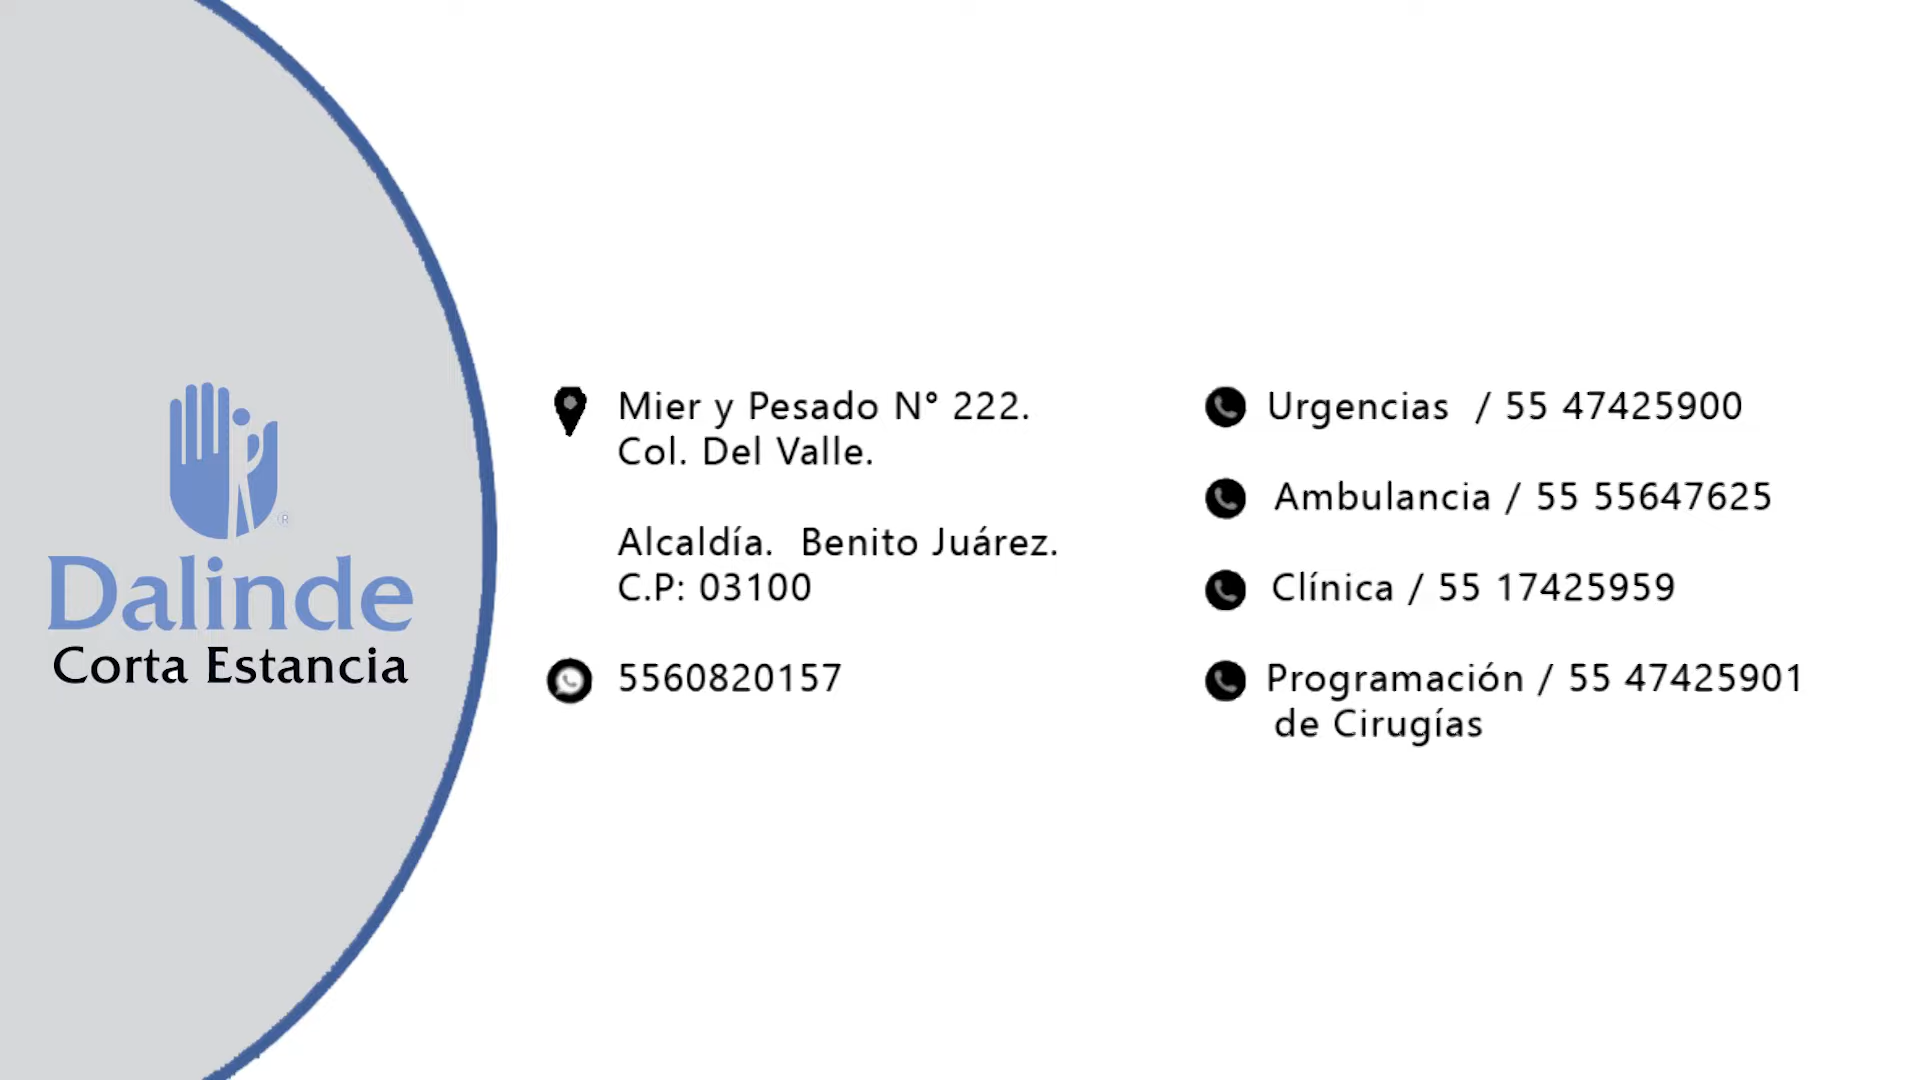 ®
Dalinde
Corta Estancia
Mier y Pesado N° 222.
Col. Del Valle.
Alcaldía. Benito Juárez.
C.P: 03100
5560820157
Urgencias / 55 47425900
Ambulancia / 55 55647625
Clínica / 55 17425959
Programación / 55 47425901
de Cirugías